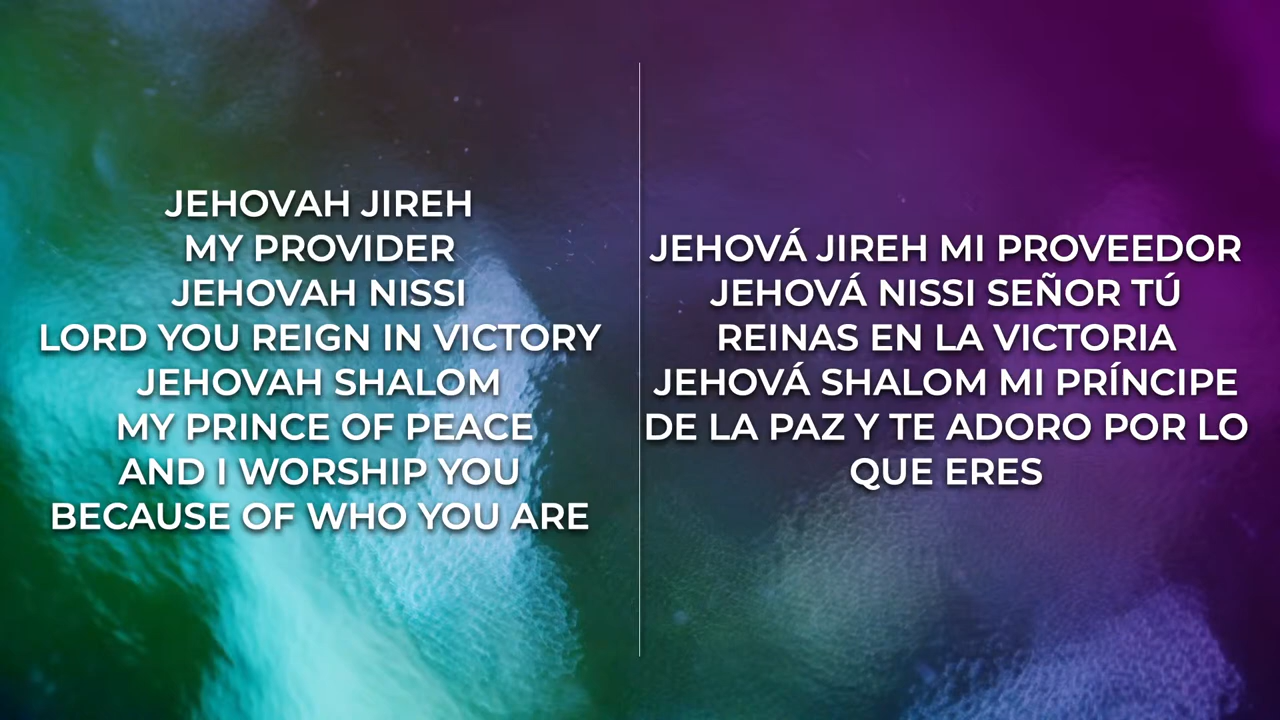 JEHOVAH JIREH
MY PROVIDER
JEHOVAH NISSI
LORD YOU REIGN IN VICTORY
JEHOVAH SHALOM
MY PRINCE OF PEACE
AND I WORSHIP YOU
BECAUSE OF WHO YOU ARE
JEHOVÁ JIREH MI PROVEEDOR
JEHOVÁ NISSI SEÑOR TÚ
REINAS EN LA VICTORIA
JEHOVÁ SHALOM MI PRÍNCIPE
DE LA PAZ Y TE ADORO POR LO
QUE ERES